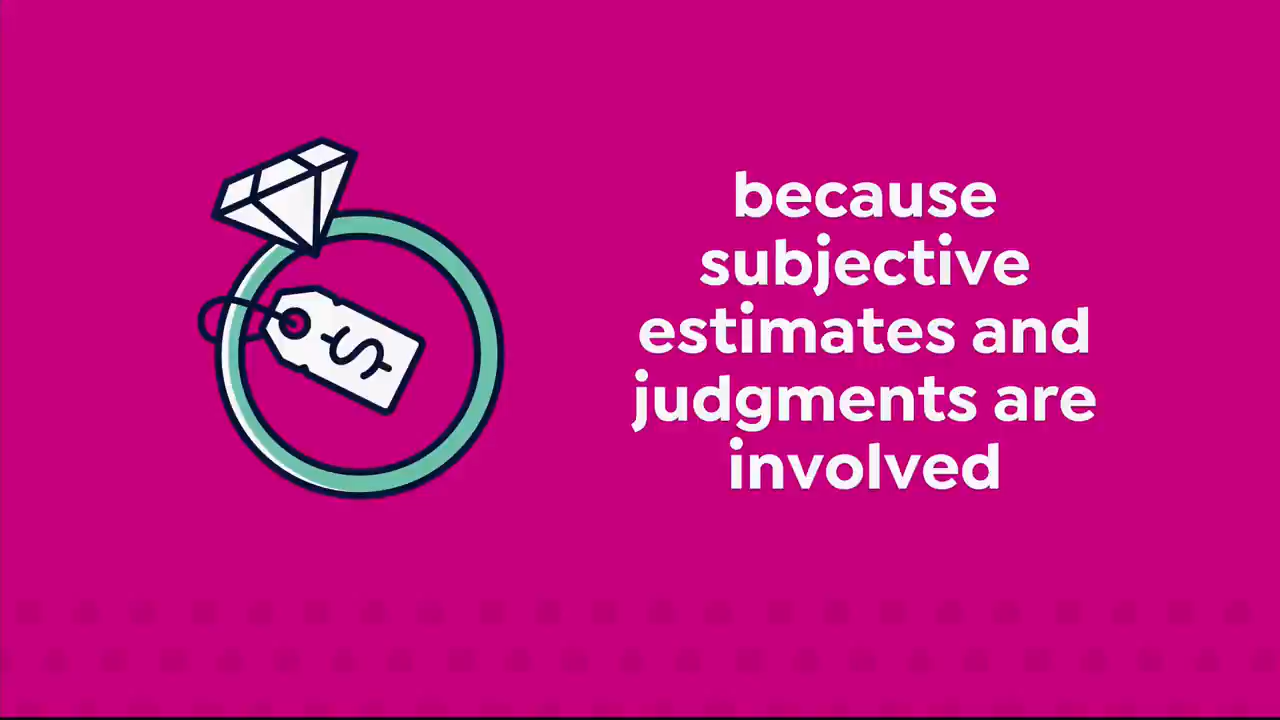 because
subjective
estimates and
judgments are
involved
$